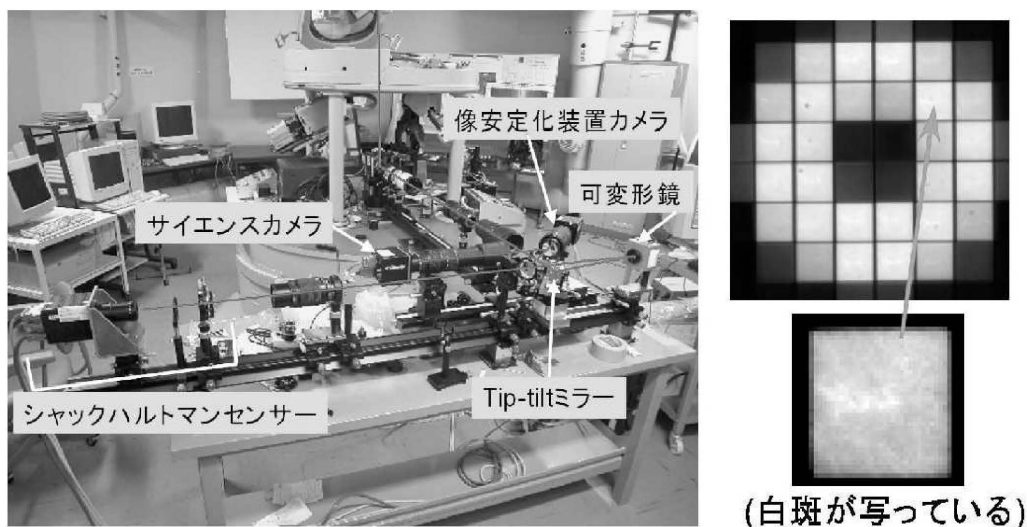 像安定化装置カメラ
可変形鏡
サイエンスカメラ
シャックハルトマンセンサー
Tip-tiltミラー
(白斑が写っている)